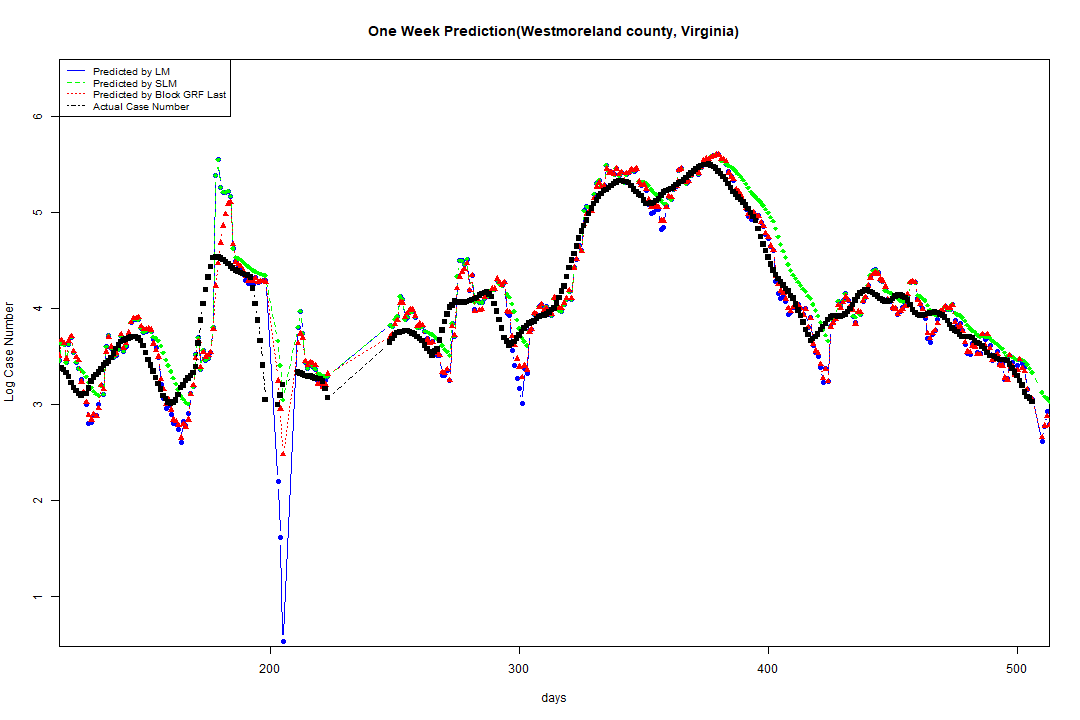 One Week Prediction(Westmoreland county, Virginia)
Predicted by LM
Predicted by SLM
Predicted by Block GRF Last
Actual Case Number
Log Case Number
6
5
4
3
2
1
200
300
400
500
days